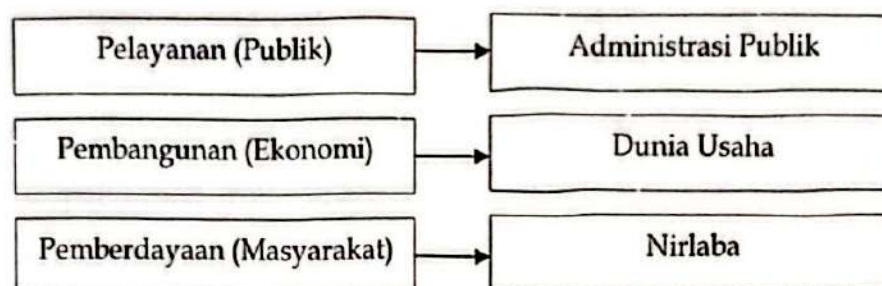 Pelayanan (Publik)
Administrasi Publik
Pembangunan (Ekonomi)
Dunia Usaha
Pemberdayaan (Masyarakat)
Nirlaba